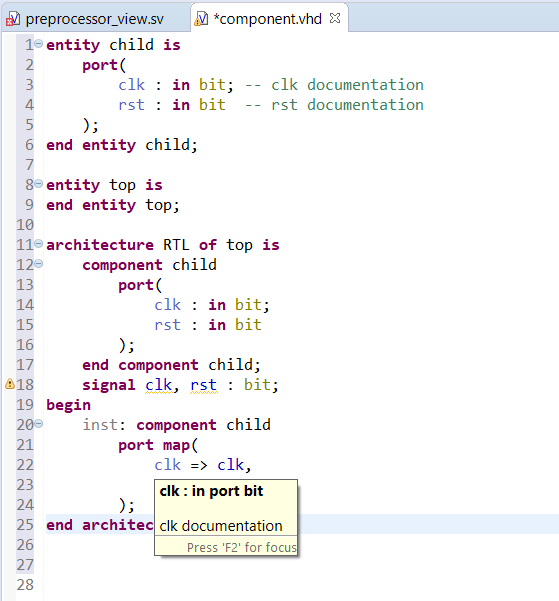 preprocessor_view.sv *component.vhd
1 entity child is
2 port(
3 clk : in bit; -- clk documentation
4 rst : in bit -- rst documentation
5 );
6 end entity child;
7
8 entity top is
9 end entity top;
10
11 architecture RTL of top is
12 component child
13 port(
14 clk : in bit;
15 rst : in bit
16 );
17 end component child;
18 signal clk, rst : bit;
19 begin
20 inst: component child
21 port map(
22 clk => clk,
23
clk : in port bit
24 );
25 end architec
clk documentation
26
Press 'F2' for focus
27
28